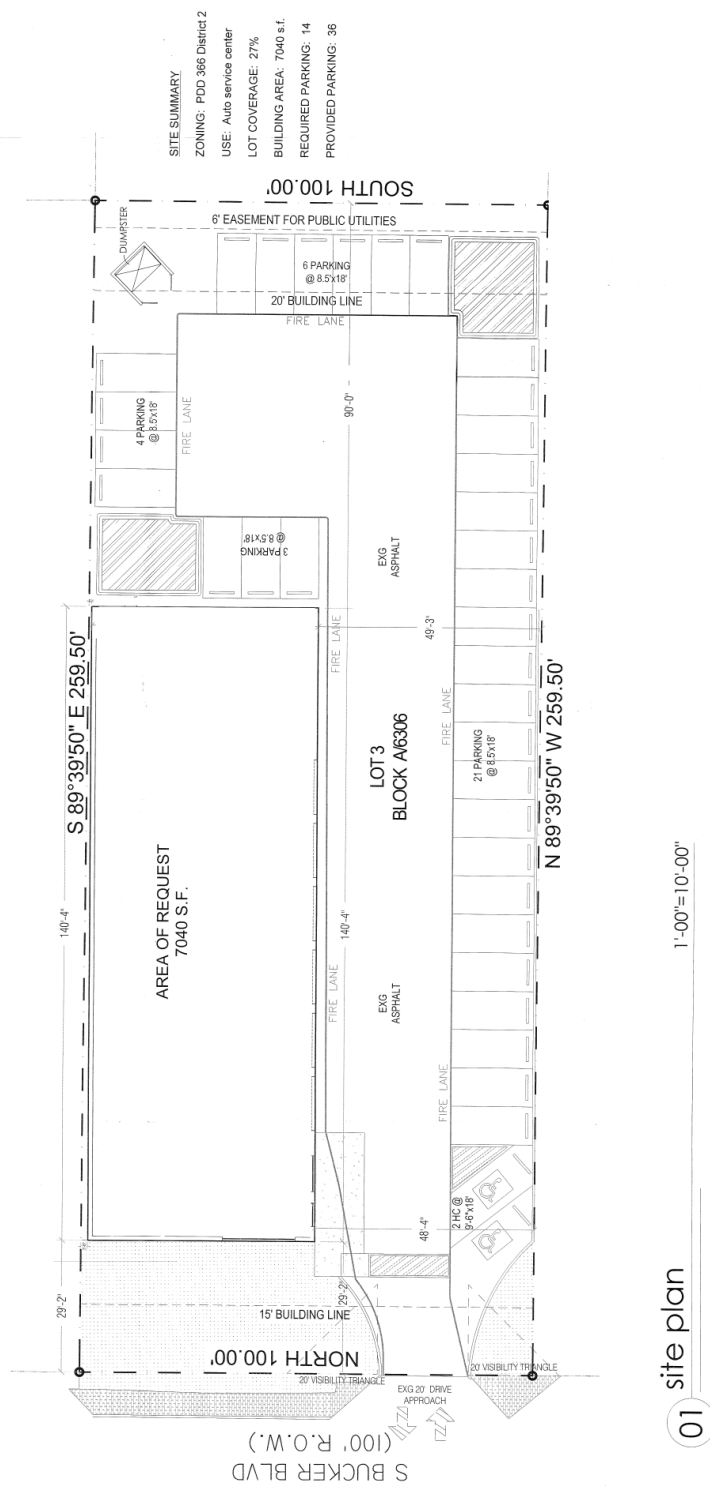 SITE SUMMARY
ZONING: PDD 366 District 2
USE: Auto service center
LOT COVERAGE: 27%
BUILDING AREA: 7040 s.f.
REQUIRED PARKING: 14
PROVIDED PARKING: 36
SOUTH 100.00'
6' EASEMENT FOR PUBLIC UTILITIES
DUMPSTER
6 PARKING
@ 8.5'x18'
20' BUILDING LINE
FIRE LANE
4 PARKING
@ 8.5'x18'
FIRE LANE
90'-0"
3 PARKING
@ 8.5'x18'
EXG
ASPHALT
S 89°39'50" E 259.50'
140'-4"
AREA OF REQUEST
7040 S.F.
FIRE LANE
49'-3"
LOT 3
BLOCK A/6306
FIRE LANE
21 PARKING
@ 8.5'x18'
N 89°39'50" W 259.50'
140'-4"
FIRE LANE
EXG
ASPHALT
FIRE LANE
2 HC @
9'-6"x18'
48'-4"
29'-2"
29'-2"
15' BUILDING LINE
NORTH 100.00'
20' VISIBILITY TRIANGLE
20' VISIBILITY TRIANGLE
EXG 20' DRIVE
APPROACH
S BUCKER BLVD
(100' R.O.W.)
01 site plan
1'-00"=10'-00"